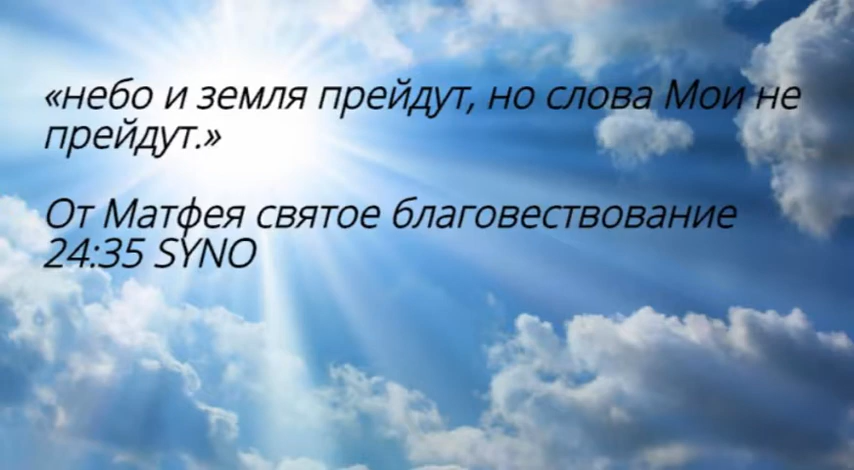 «небо и земля прейдут, но слова Мои не
прейдут.»
От Матфея святое благовествование
24:35 SYNO